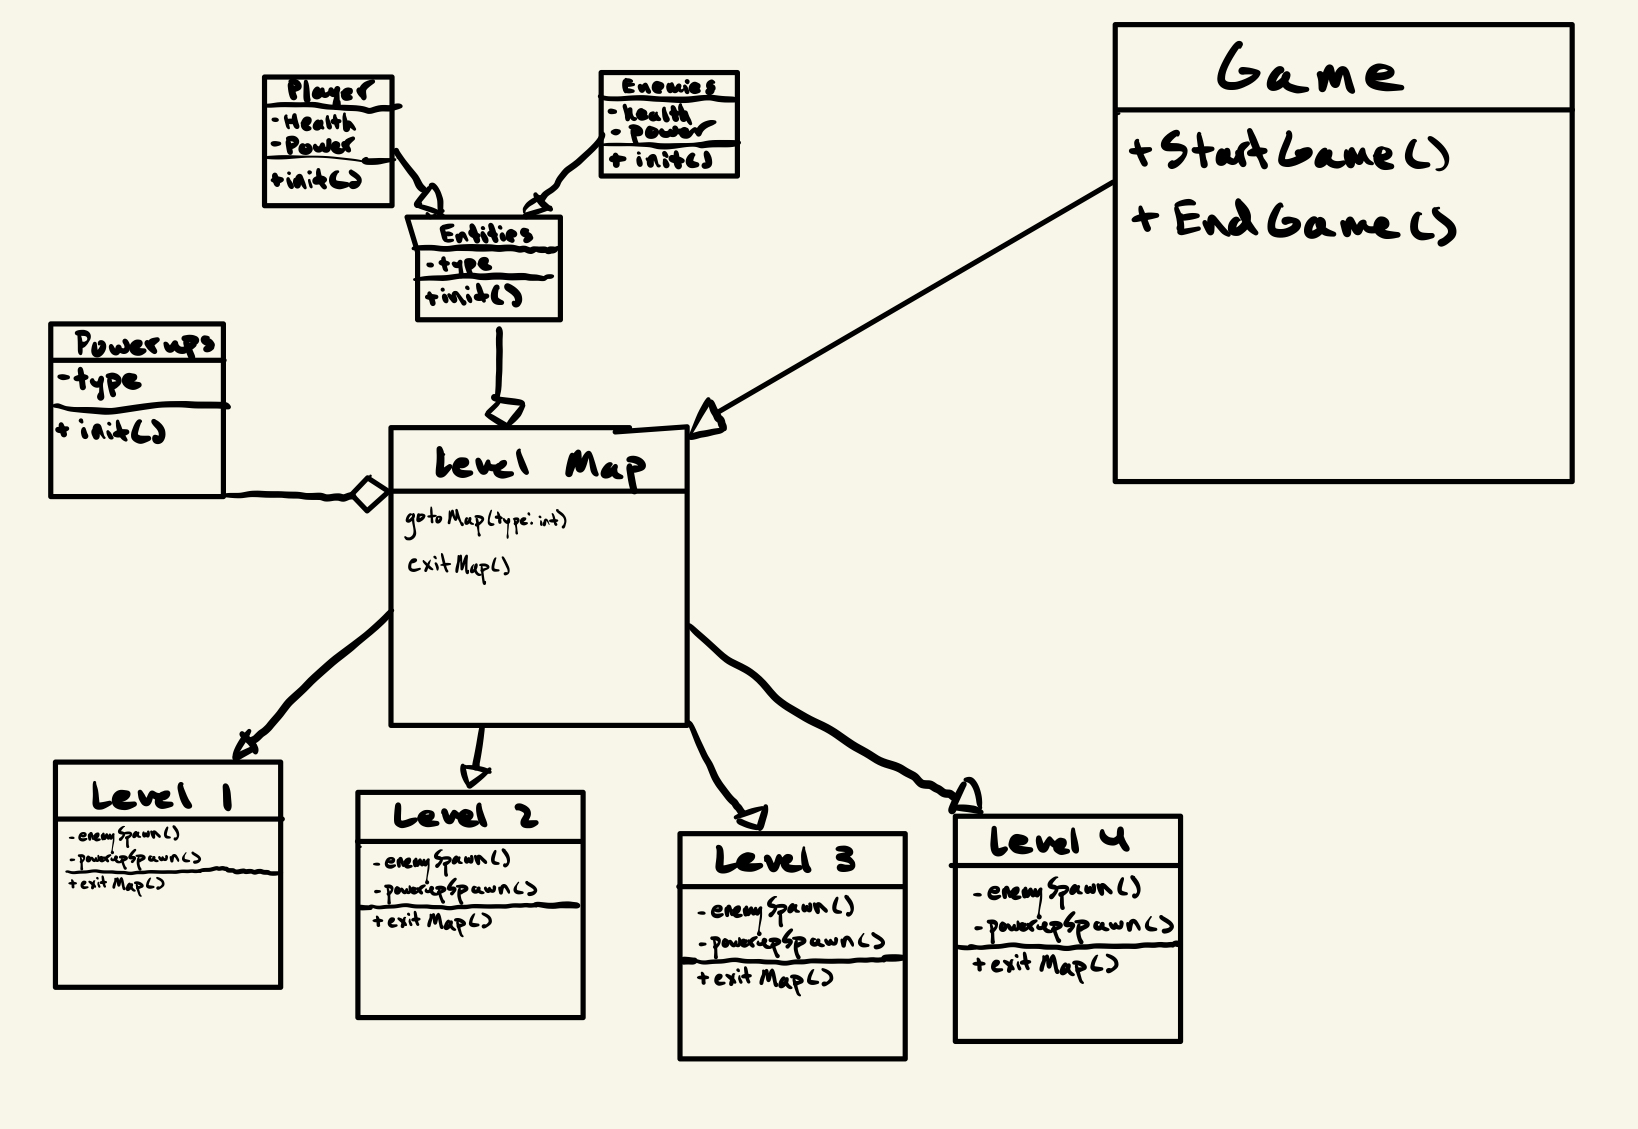 Player
- Health
- Power
+init()
Enemies
- health
- power
+ init()
Game
+StartGame()
+ EndGame()
Entities
- type
+init()
Powerups
- type
+ init()
Level Map
gotoMap(type: int)
exitMap()
Level 1
- enemySpawn()
- powerupSpawn()
+ exit Map()
Level 2
- enemySpawn()
- powerupSpawn()
+ exit Map()
Level 3
- enemySpawn()
- powerupSpawn()
+ exit Map()
Level 4
- enemySpawn()
- powerupSpawn()
+ exit Map()